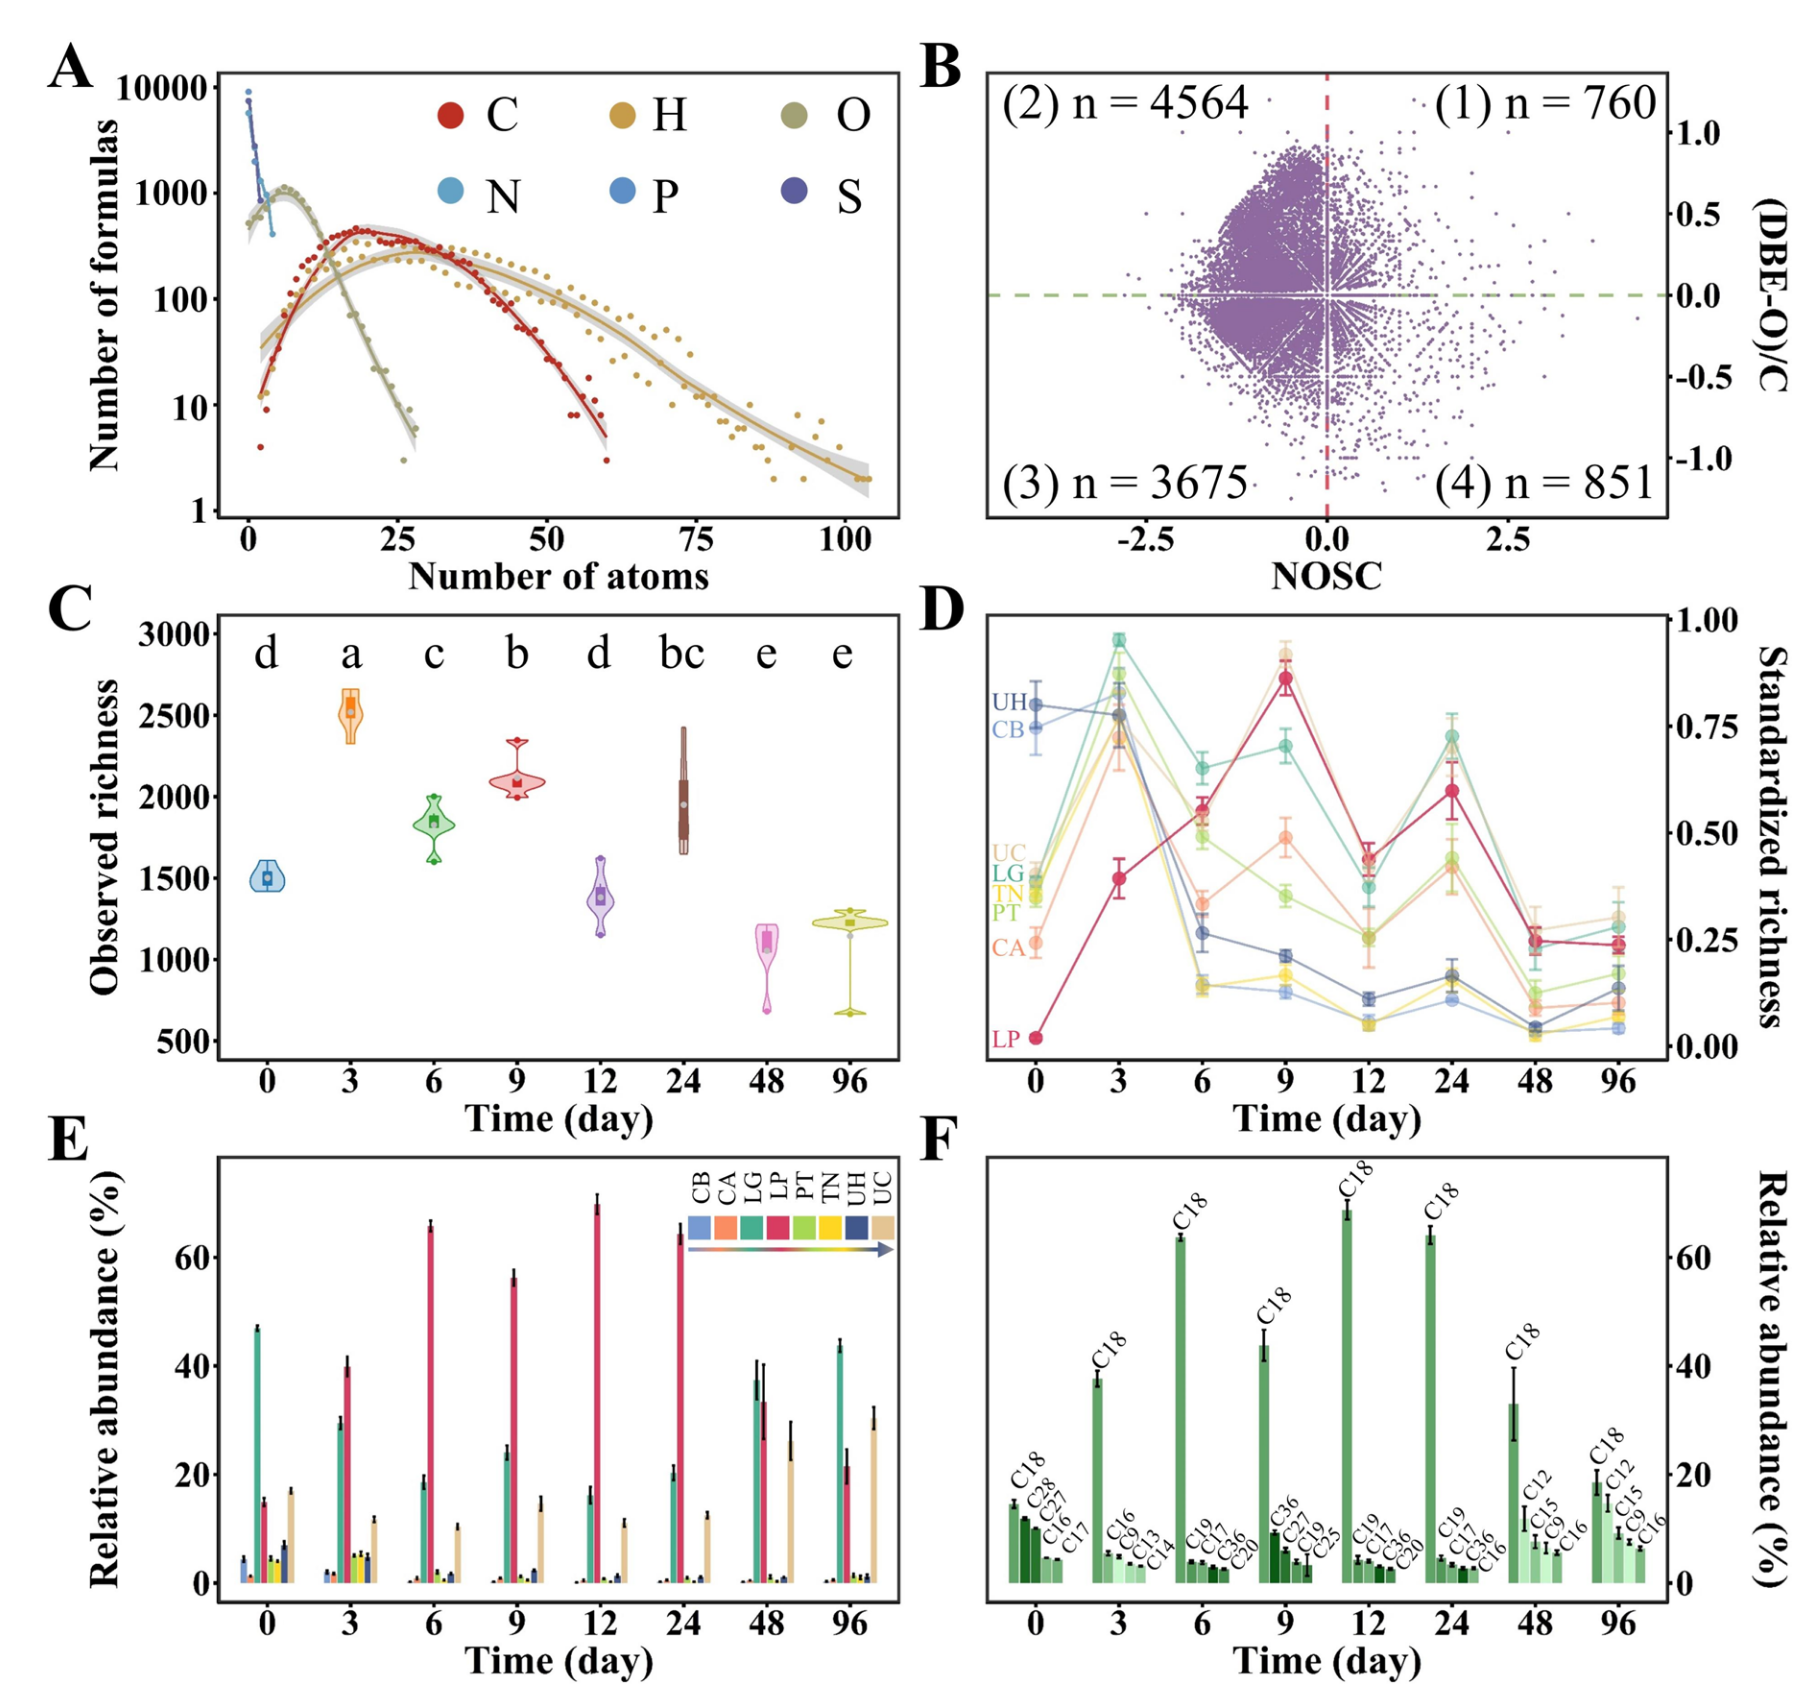 A
10000
1000
100
10
1
Number of formulas
C H O
N P S
0 25 50 75 100
Number of atoms
B
(2) n = 4564 (1) n = 760
(3) n = 3675 (4) n = 851
1.0
0.5
0.0
-0.5
-1.0
(DBE-O)/C
-2.5 0.0 2.5
NOSC
C
3000
2500
2000
1500
1000
500
Observed richness
d a c b d bc e e
0 3 6 9 12 24 48 96
Time (day)
D
UH
CB
UC
LG
TN
PT
CA
LP
1.00
0.75
0.50
0.25
0.00
Standardized richness
0 3 6 9 12 24 48 96
Time (day)
E
60
40
20
0
Relative abundance (%)
CB CA LG LP PT TN UH UC
0 3 6 9 12 24 48 96
Time (day)
F
C18 C28 C27 C16 C17
C18 C16 C9 C13 C14
C18 C19 C17 C36 C20
C18 C36 C27 C19 C25
C18 C19 C17 C36 C20
C18 C19 C17 C36 C16
C18 C12 C15 C9 C16
C18 C12 C15 C9 C16
60
40
20
0
Relative abundance (%)
0 3 6 9 12 24 48 96
Time (day)